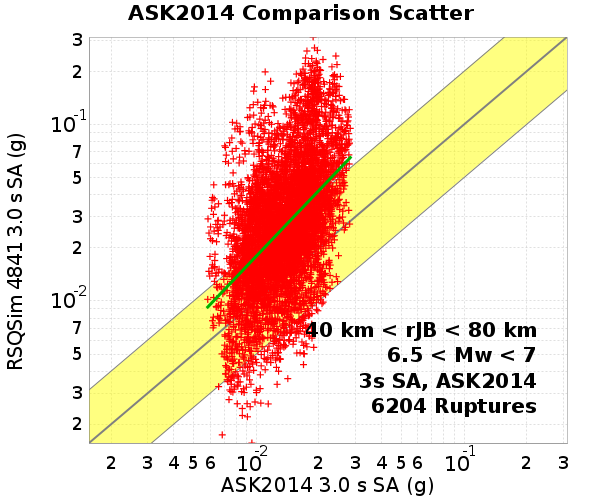 ASK2014 Comparison Scatter
3
2
10-1
7
5
3
2
10-2
7
5
3
2
RSQSim 4841 3.0 s SA (g)
40 km < rJB < 80 km
6.5 < Mw < 7
3s SA, ASK2014
6204 Ruptures
2 3 4 5 6 10-2 2 3 4 5 6 10-1 2 3
ASK2014 3.0 s SA (g)